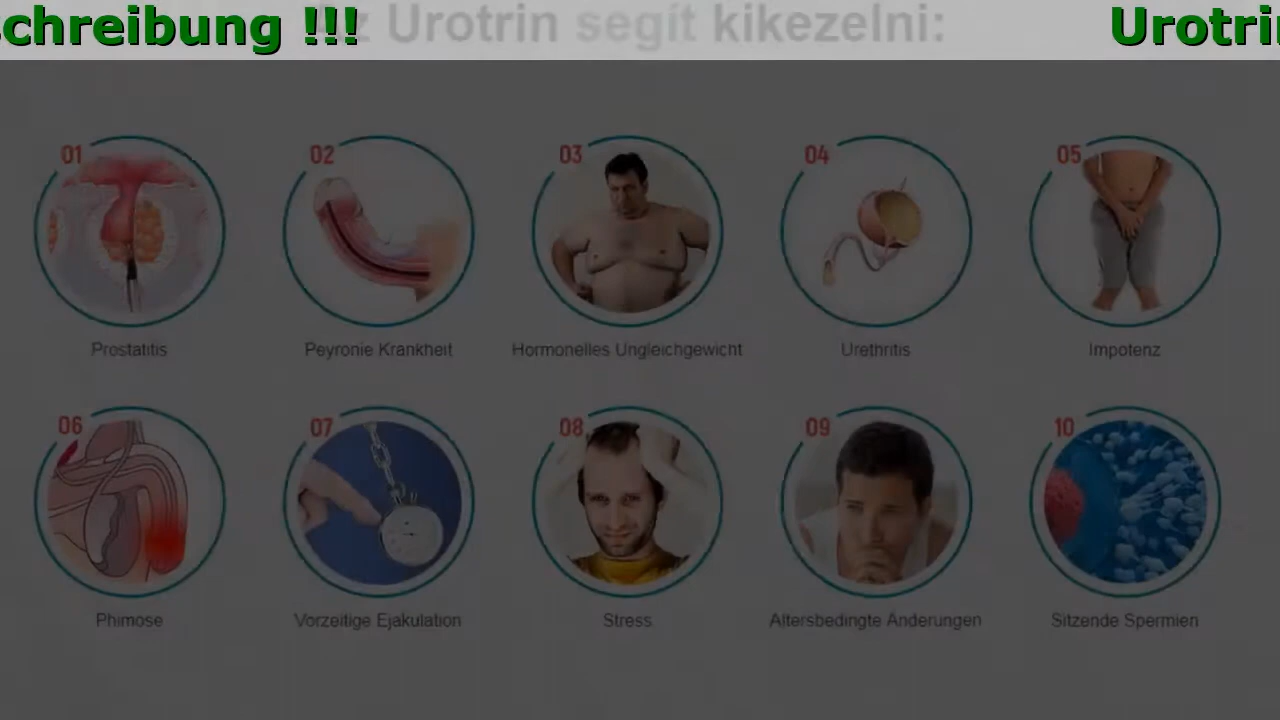 schreibung !!! Urotrin
Urotrin segít kikezelni:
01 02 03 04 05
Prostatitis Peyronie Krankheit Hormonelles Ungleichgewicht Urethritis Impotenz
06 07 08 09 10
Phimose Vorzeitige Ejakulation Stress Altersbedingte Änderungen Sitzende Spermien